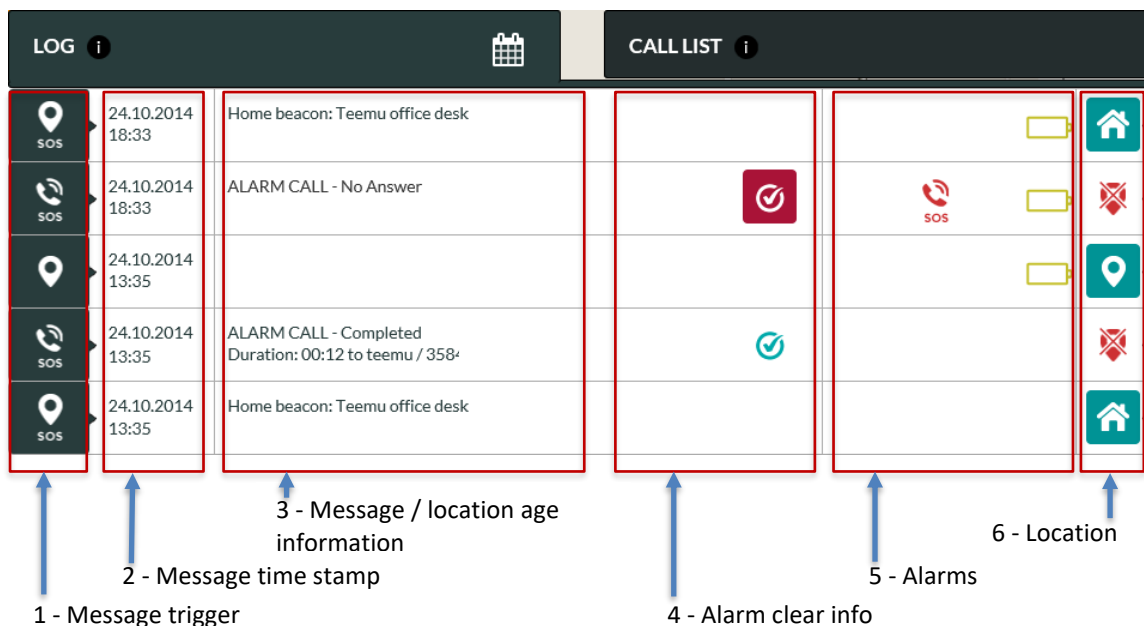 LOG i
CALL LIST i
SOS
24.10.2014
18:33
Home beacon: Teemu office desk
SOS
24.10.2014
18:33
ALARM CALL - No Answer
SOS
24.10.2014
13:35
SOS
24.10.2014
13:35
ALARM CALL - Completed
Duration: 00:12 to teemu / 3584
SOS
24.10.2014
13:35
Home beacon: Teemu office desk
3 - Message / location age
information
6 - Location
2 - Message time stamp
5 - Alarms
1 - Message trigger
4 - Alarm clear info